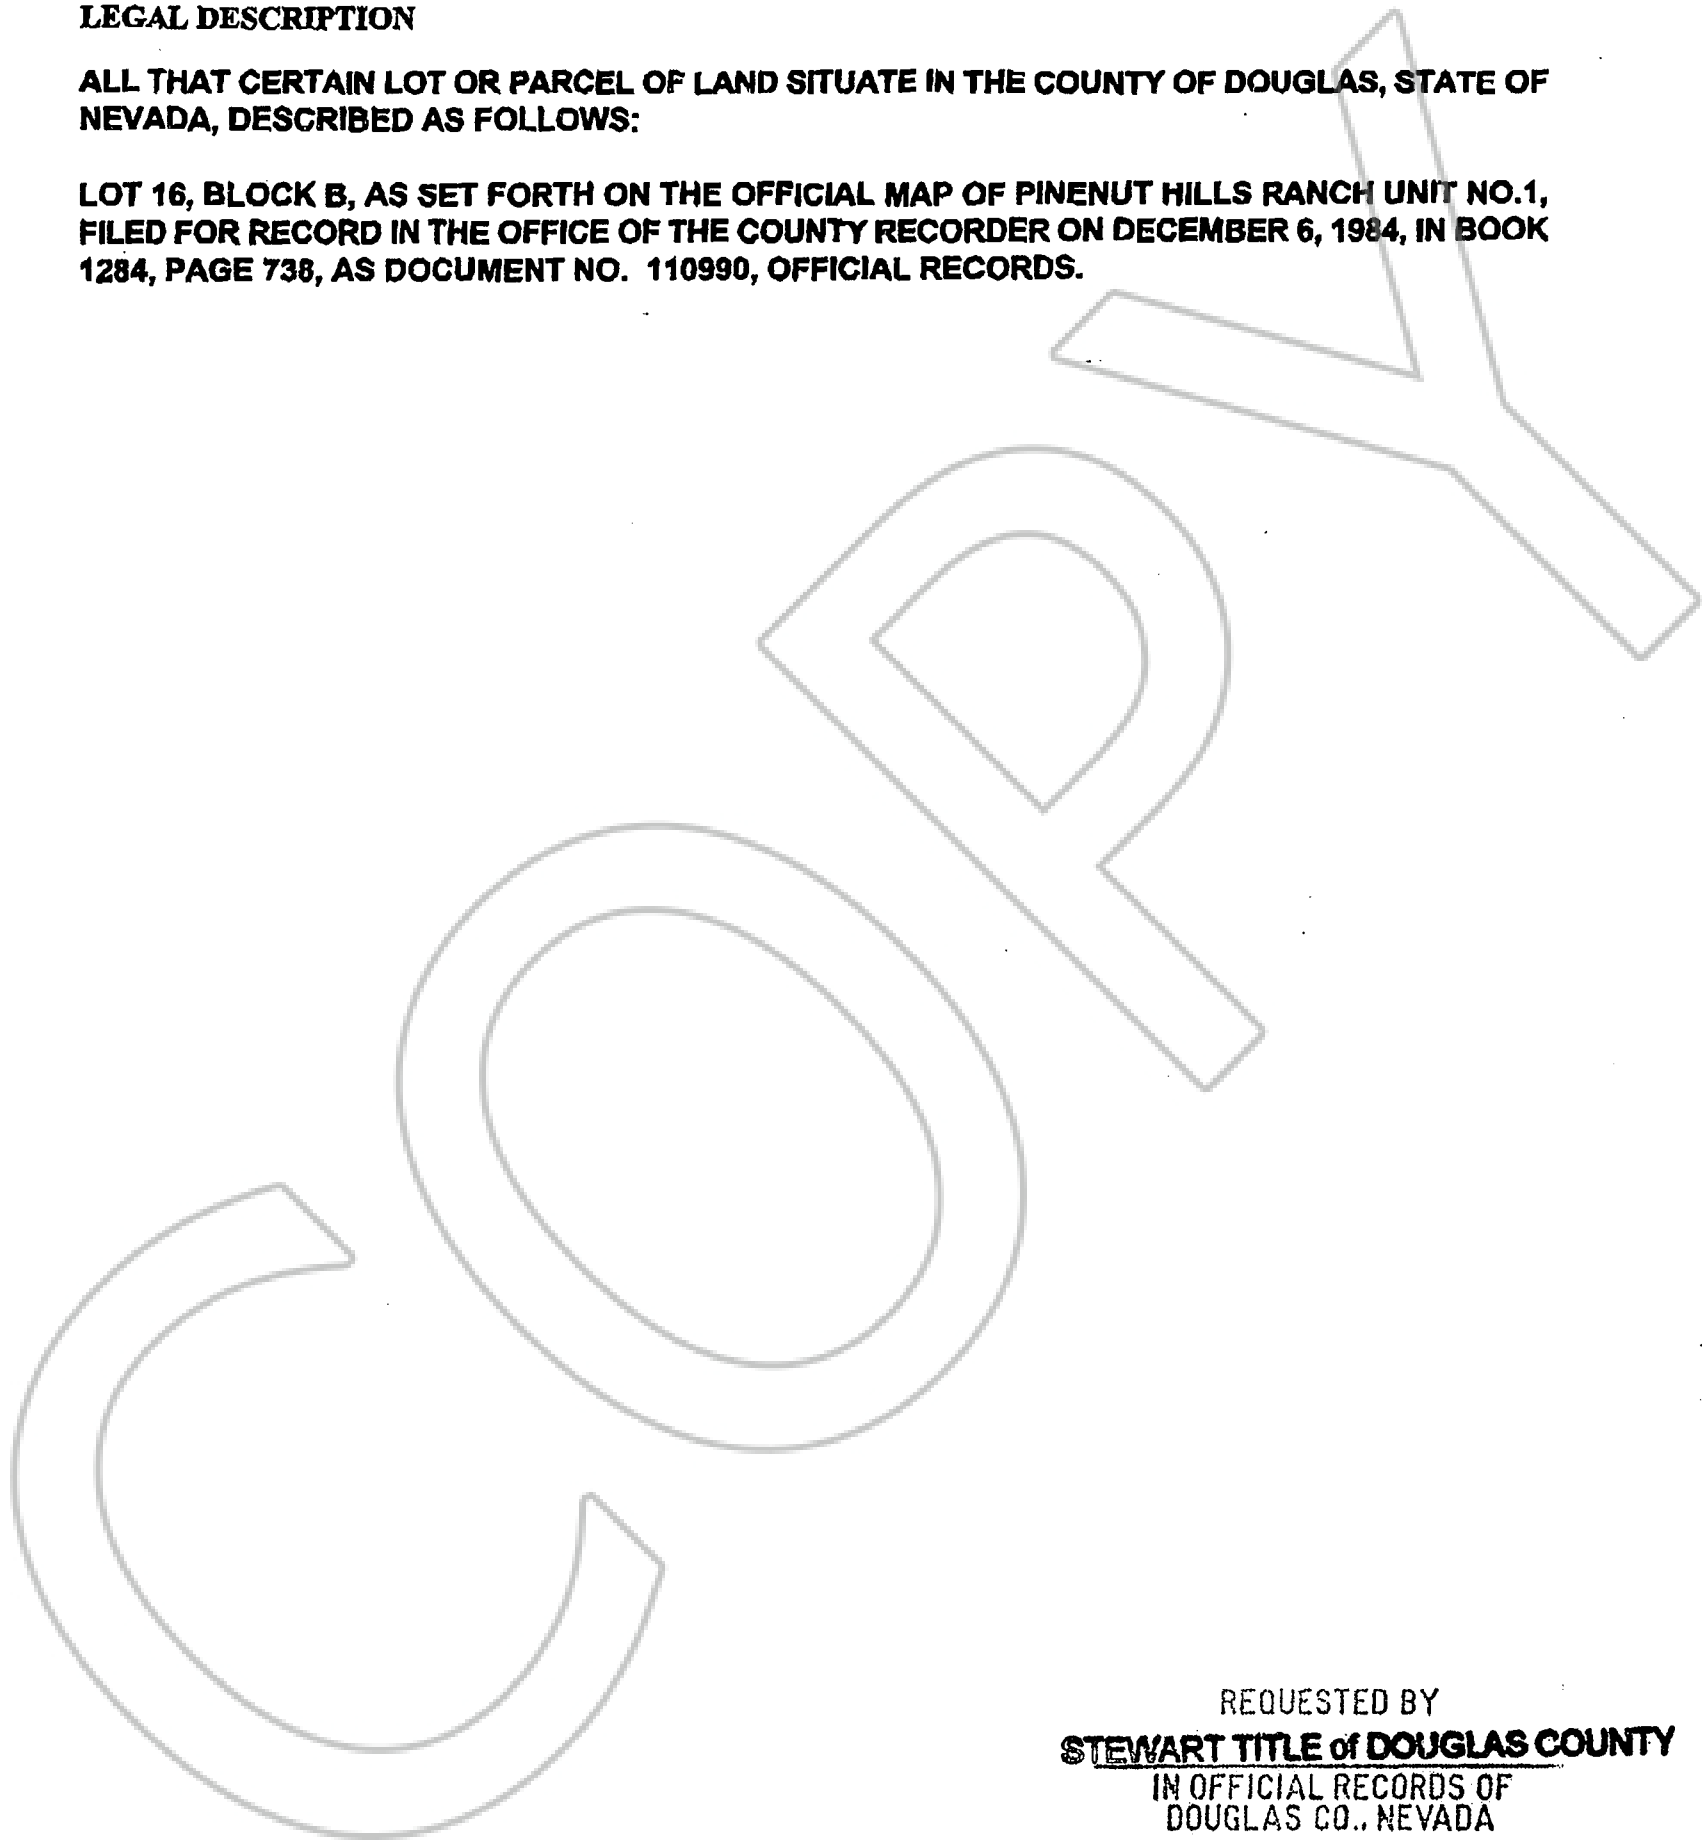 LEGAL DESCRIPTION
ALL THAT CERTAIN LOT OR PARCEL OF LAND SITUATE IN THE COUNTY OF DOUGLAS, STATE OF
NEVADA, DESCRIBED AS FOLLOWS:
LOT 16, BLOCK B, AS SET FORTH ON THE OFFICIAL MAP OF PINENUT HILLS RANCH UNIT NO.1,
FILED FOR RECORD IN THE OFFICE OF THE COUNTY RECORDER ON DECEMBER 6, 1984, IN BOOK
1284, PAGE 738, AS DOCUMENT NO. 110990, OFFICIAL RECORDS.
COPY
REQUESTED BY
STEWART TITLE of DOUGLAS COUNTY
IN OFFICIAL RECORDS OF
DOUGLAS CO., NEVADA